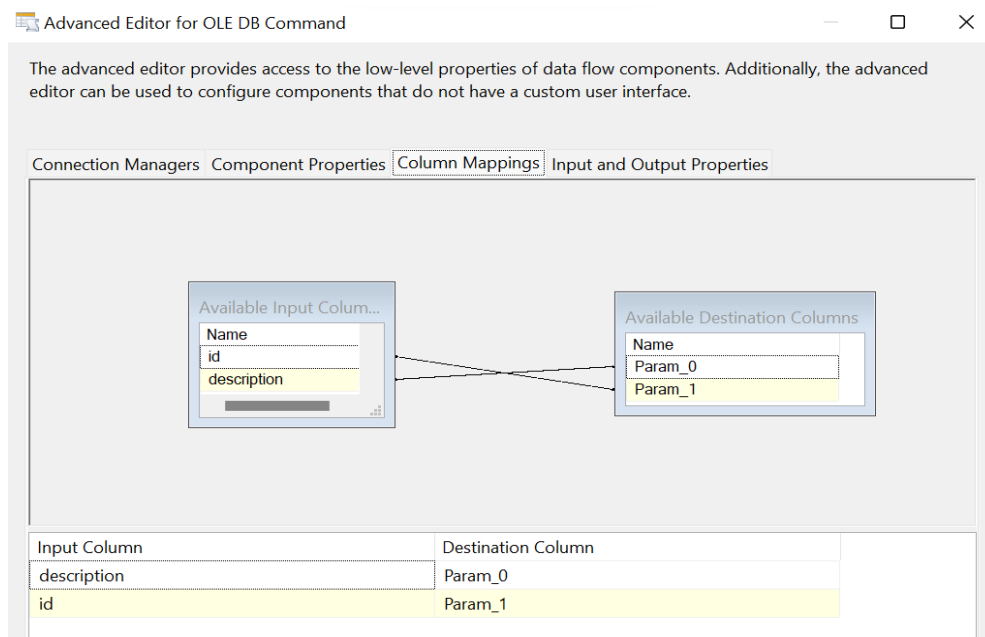 Advanced Editor for OLE DB Command
The advanced editor provides access to the low-level properties of data flow components. Additionally, the advanced
editor can be used to configure components that do not have a custom user interface.
Connection Managers Component Properties Column Mappings Input and Output Properties
Available Input Colum...
Name
id
description
Available Destination Columns
Name
Param_0
Param_1
Input Column Destination Column
description Param_0
id Param_1